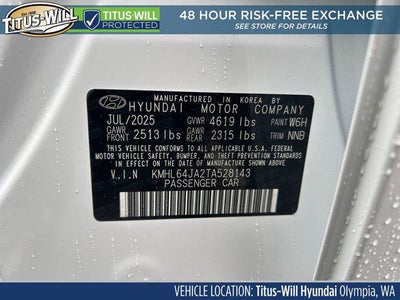 TITUS-WILL
TITUS-WILL
PROTECTION
48 HOUR RISK-FREE EXCHANGE
SEE STORE FOR DETAILS
MANUFACTURED IN KOREA BY
HYUNDAI MOTOR COMPANY
JUL/2025 GVWR 4619 lbs PAINT W6H
GAWR FRONT 2513 lbs GAWR REAR 2315 lbs TRIM NNB
THIS VEHICLE CONFORMS TO ALL APPLICABLE U.S.A FEDERAL
MOTOR VEHICLE SAFETY, BUMPER, AND THEFT PREVENTION
STANDARDS IN EFFECT ON THE DATE OF MANUFACTURE SHOWN ABOVE.
V.I.N KMHL64JA2TA528143
PASSENGER CAR
VEHICLE LOCATION: Titus-Will Hyundai Olympia, WA